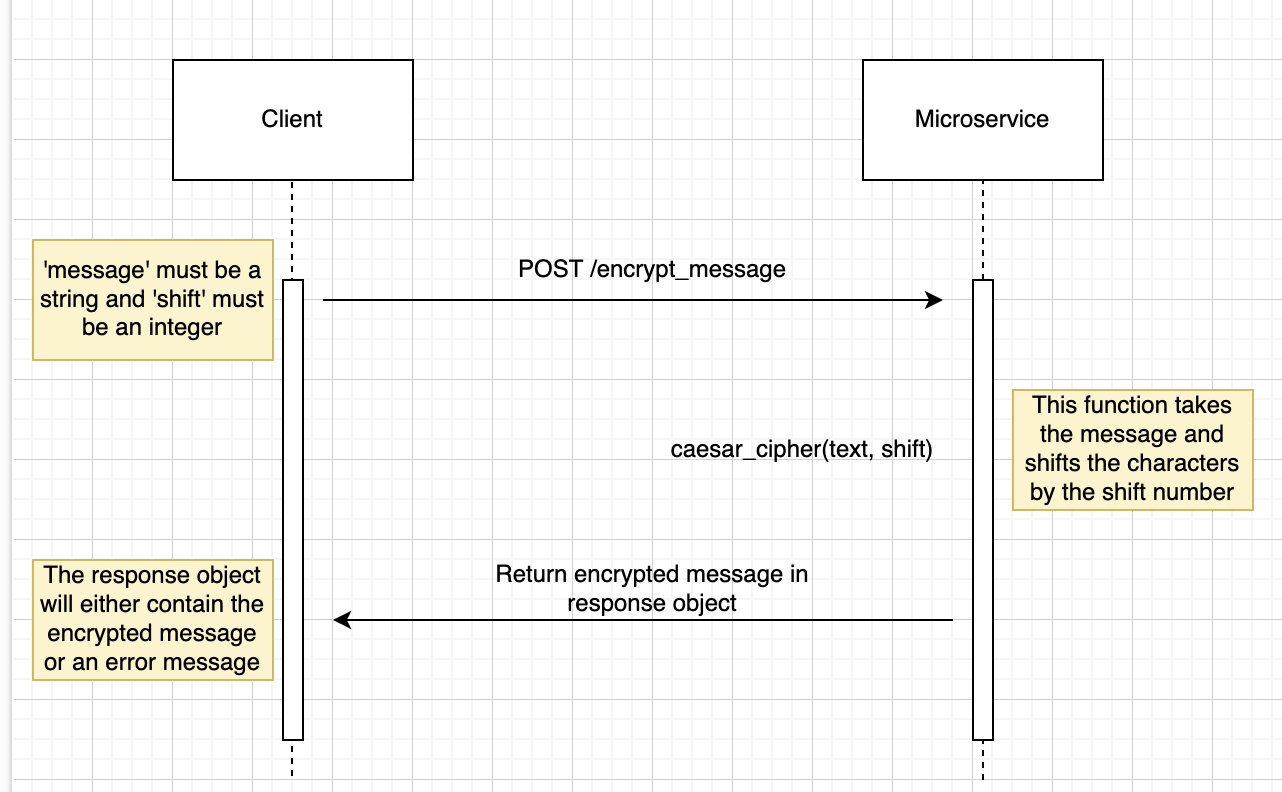 Client
Microservice
'message' must be a
string and 'shift' must
be an integer
POST /encrypt_message
This function takes
the message and
shifts the characters
by the shift number
caesar_cipher(text, shift)
The response object
will either contain the
encrypted message
or an error message
Return encrypted message in
response object